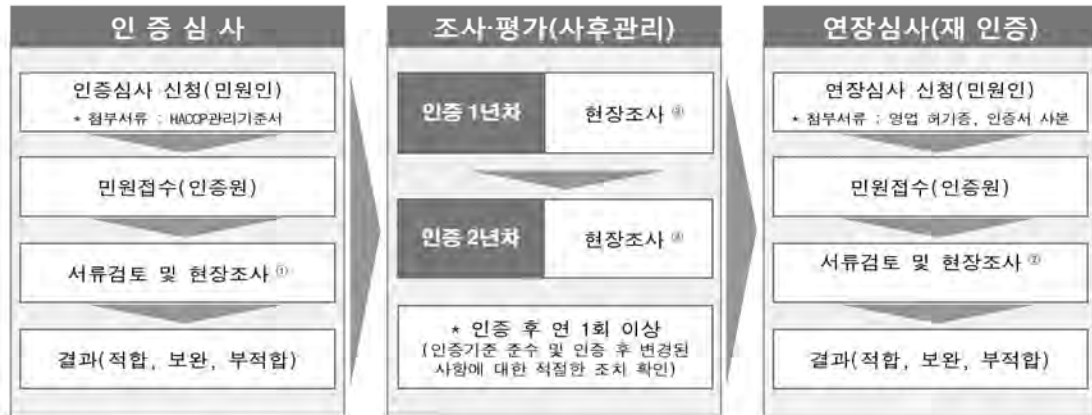 인 증 심 사
인증심사 신청(민원인)
* 첨부서류 : HACCP관리기준서
민원접수(인증원)
서류검토 및 현장조사 ①
결과(적합, 보완, 부적합)
조사·평가(사후관리)
인증 1년차
현장조사
인증 2년차
현장조사
* 인증 후 연 1회 이상
(인증기준 준수 및 인증 후 변경된
사항에 대한 적절한 조치 확인)
연장심사(재 인증)
연장심사 신청(민원인)
* 첨부서류 : 영업 허가증, 인증서 사본
민원접수(인증원)
서류검토 및 현장조사 ②
결과(적합, 보완, 부적합)